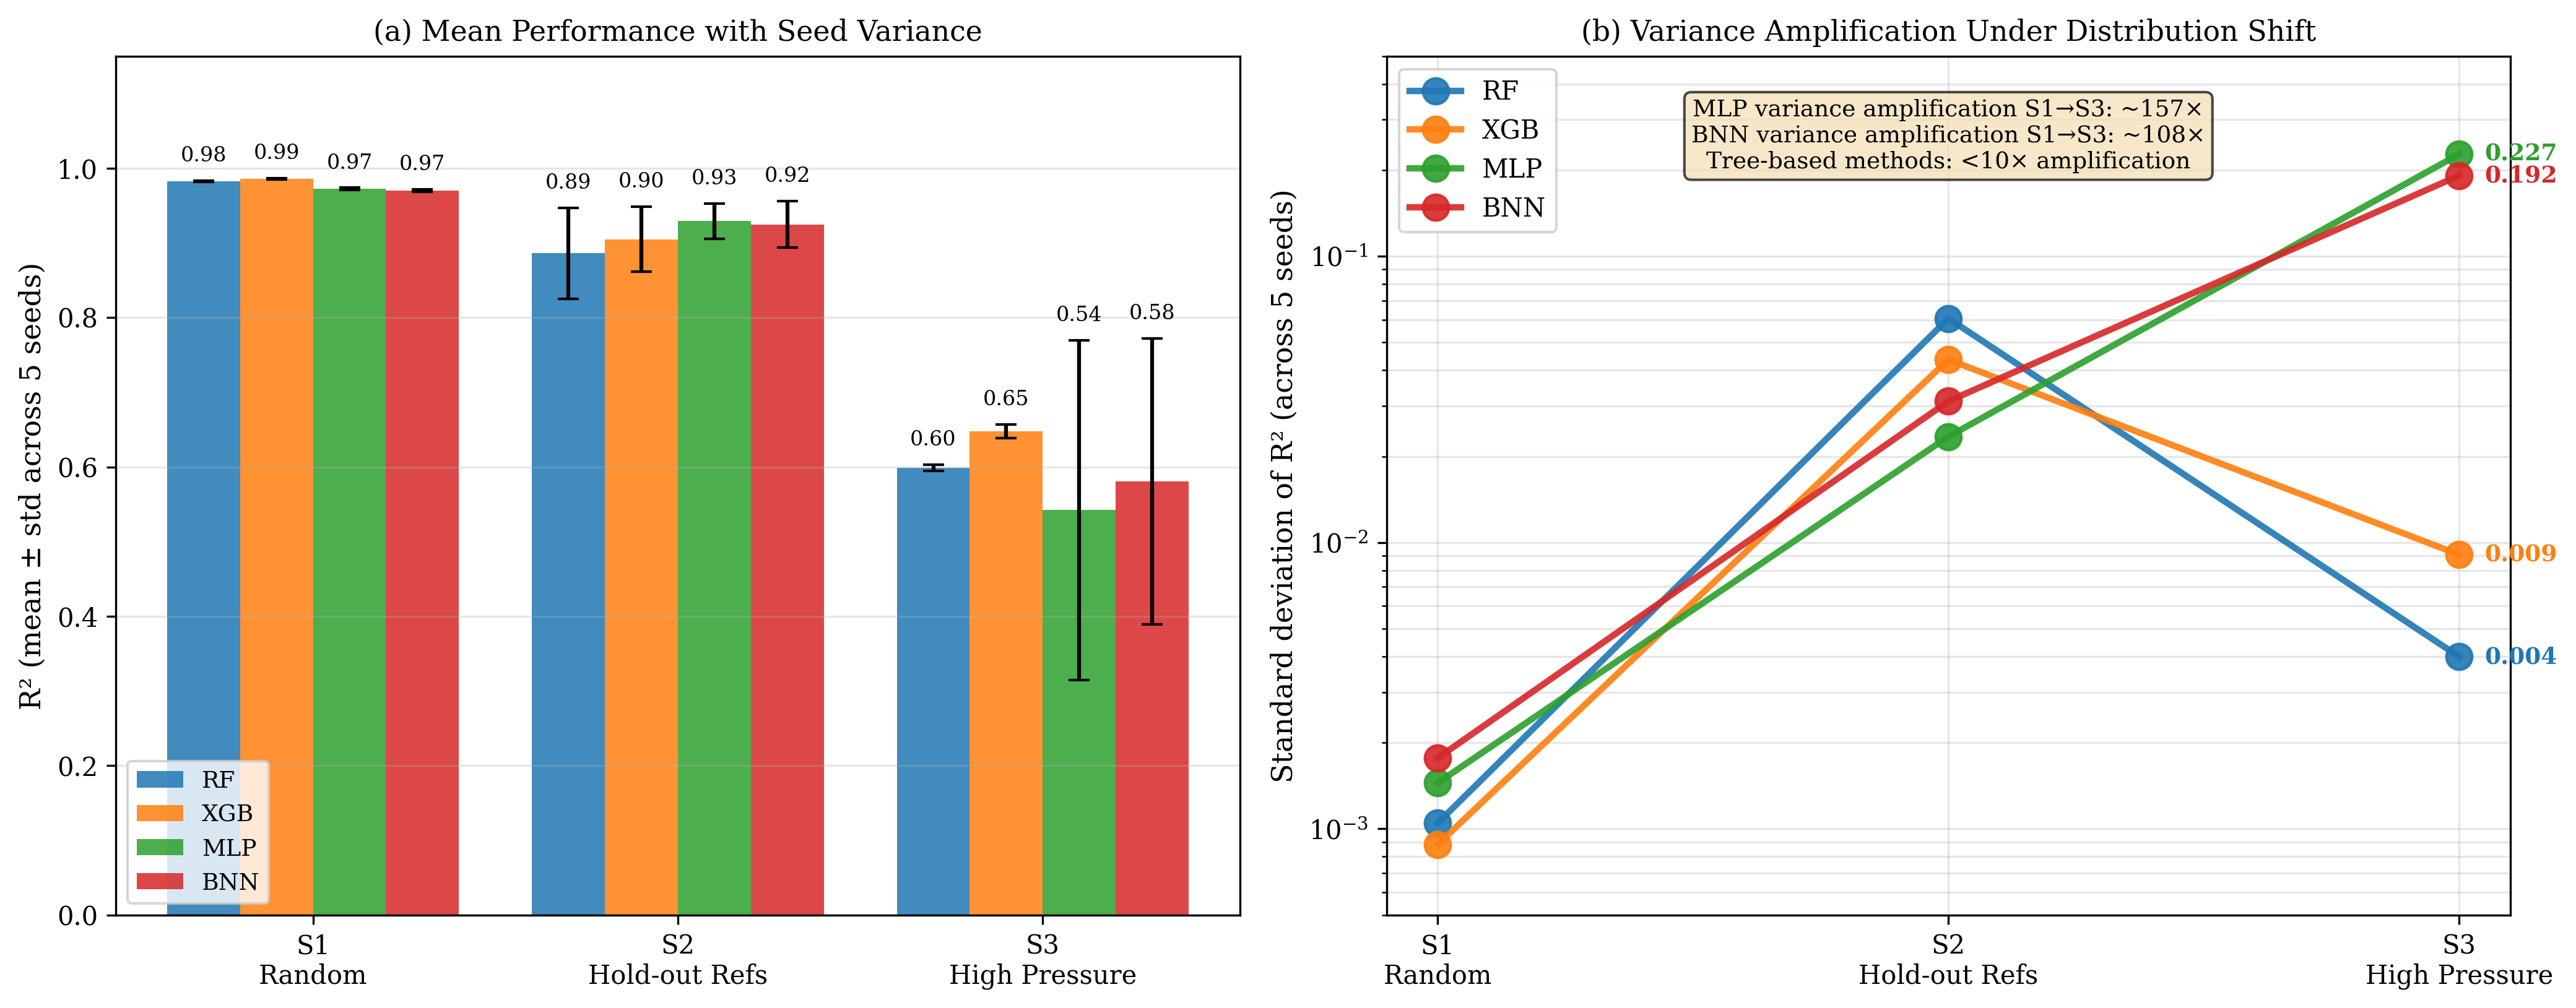 (a) Mean Performance with Seed Variance
R² (mean ± std across 5 seeds)
1.0
0.8
0.6
0.4
0.2
0.0
0.98
0.99
0.97
0.97
0.89
0.90
0.93
0.92
0.60
0.65
0.54
0.58
RF
XGB
MLP
BNN
S1
Random
S2
Hold-out Refs
S3
High Pressure
(b) Variance Amplification Under Distribution Shift
Standard deviation of R² (across 5 seeds)
10⁻¹
10⁻²
10⁻³
RF
XGB
MLP
BNN
MLP variance amplification S1→S3: ~157×
BNN variance amplification S1→S3: ~108×
Tree-based methods: <10× amplification
0.227
0.192
0.009
0.004
S1
Random
S2
Hold-out Refs
S3
High Pressure